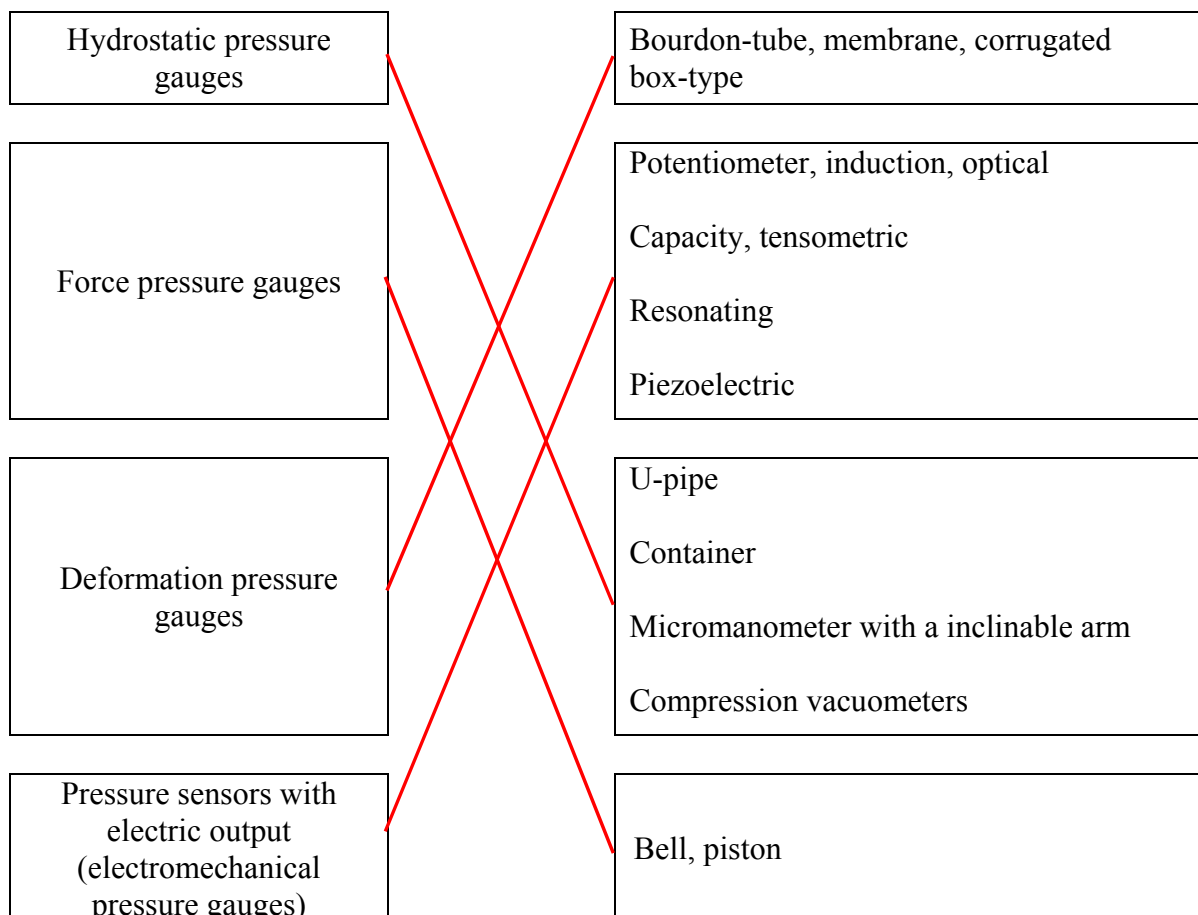 Hydrostatic pressure
gauges
Bourdon-tube, membrane, corrugated
box-type
Force pressure gauges
Potentiometer, induction, optical
Capacity, tensometric
Resonating
Piezoelectric
Deformation pressure
gauges
U-pipe
Container
Micromanometer with a inclinable arm
Compression vacuometers
Pressure sensors with
electric output
(electromechanical
pressure gauges)
Bell, piston